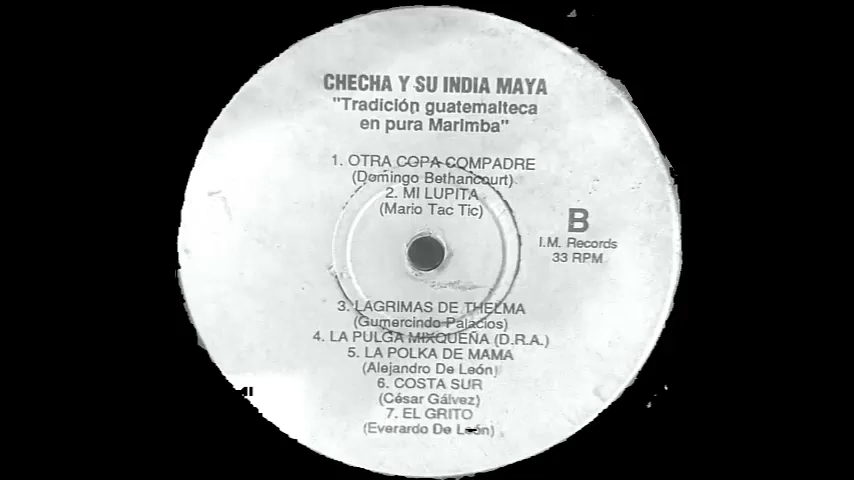 CHECHA Y SU INDIA MAYA
"Tradición guatemalteca
en pura Marimba"
1. OTRA COPA COMPADRE
(Domingo Bethancourt)
2. MI LUPITA
(Mario Tac Tic)
B
I.M. Records
33 RPM
3. LAGRIMAS DE THELMA
(Gumercindo Palacios)
4. LA PULGA MIXQUEÑA (D.R.A.)
5. LA POLKA DE MAMA
(Alejandro De León)
6. COSTA SUR
(César Gálvez)
7. EL GRITO
(Everardo De León)